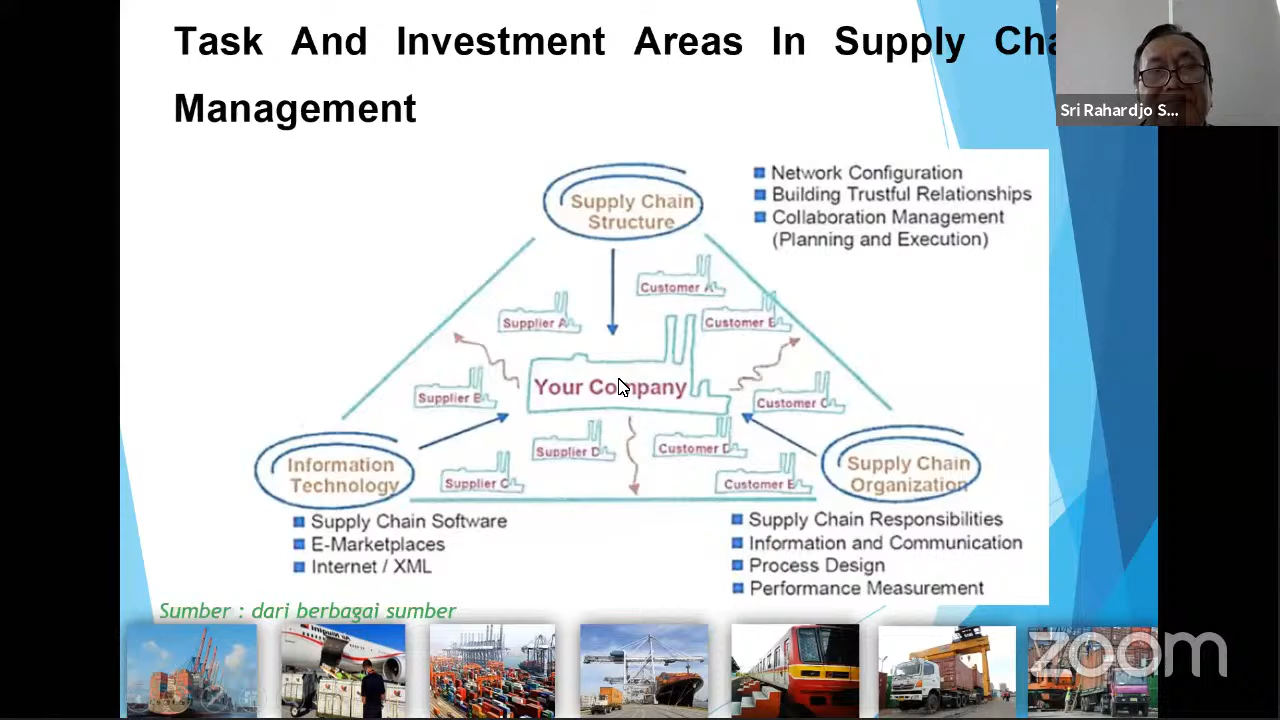 Task And Investment Areas In Supply
Management
Sri Rahardjo S...
Supply Chain
Structure
Network Configuration
Building Trustful Relationships
Collaboration Management
(Planning and Execution)
Customer A
Supplier A
Customer B
Your Company
Supplier B
Customer C
Supplier D
Customer D
Supplier C
Customer E
Information
Technology
Supply Chain
Organization
Supply Chain Software
E-Marketplaces
Internet / XML
Supply Chain Responsibilities
Information and Communication
Process Design
Performance Measurement
Sumber : dari berbagai sumber
zoom